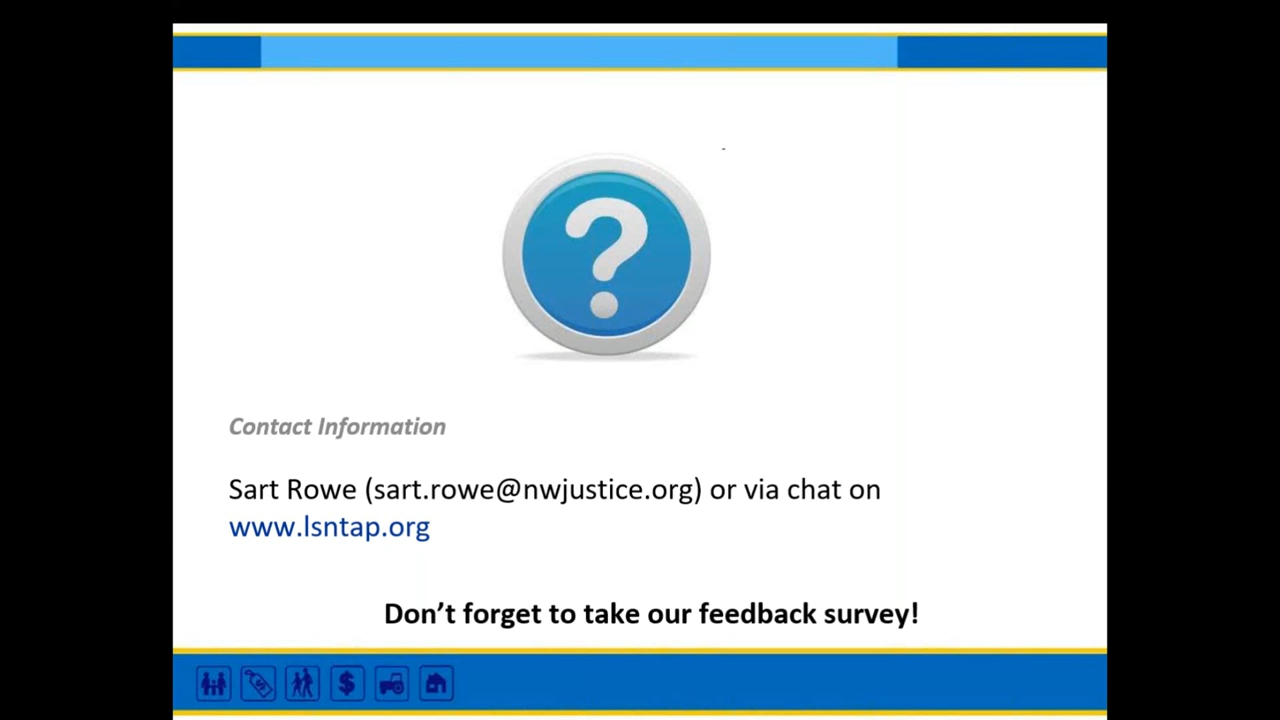 Contact Information
Sart Rowe (sart.rowe@nwjustice.org) or via chat on
www.lsntap.org
Don’t forget to take our feedback survey!